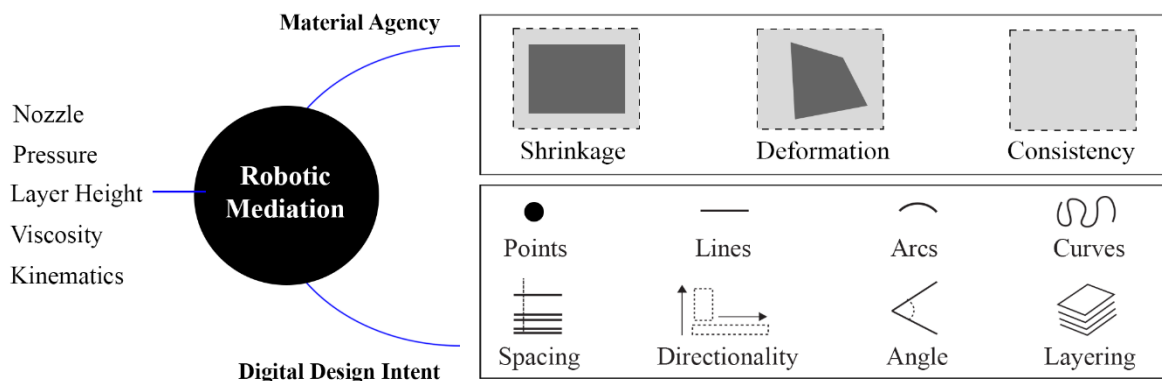 Material Agency
Nozzle
Pressure
Layer Height
Viscosity
Kinematics
Robotic
Mediation
Digital Design Intent
Shrinkage
Deformation
Consistency
Points
Lines
Arcs
Curves
Spacing
Directionality
Angle
Layering